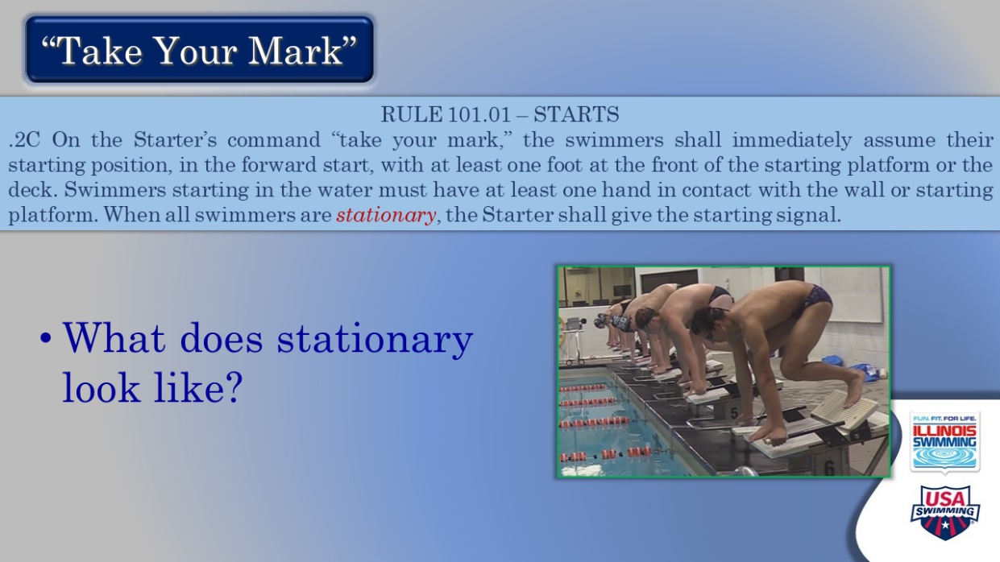 “Take Your Mark”
RULE 101.01 – STARTS
.2C On the Starter’s command “take your mark,” the swimmers shall immediately assume their
starting position, in the forward start, with at least one foot at the front of the starting platform or the
deck. Swimmers starting in the water must have at least one hand in contact with the wall or starting
platform. When all swimmers are stationary, the Starter shall give the starting signal.
• What does stationary
look like?
5
6
FUN. FIT. FOR LIFE.
ILLINOIS
SWIMMING
USA
SWIMMING